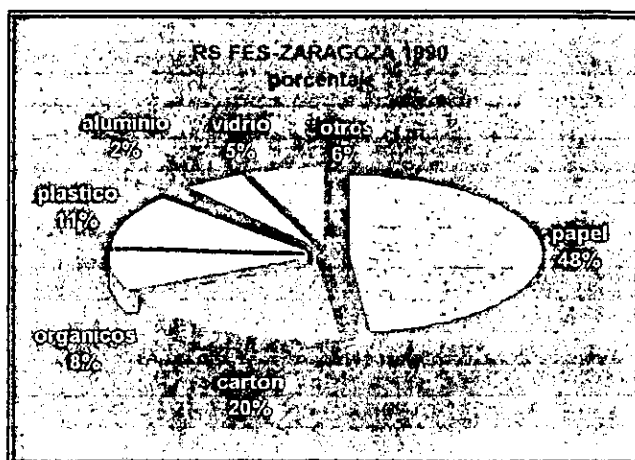 RS FES-ZARAGOZA 1990
porcentaje
aluminio
2%
vidrio
5%
otros
6%
plastico
11%
papel
48%
organicos
8%
carton
20%